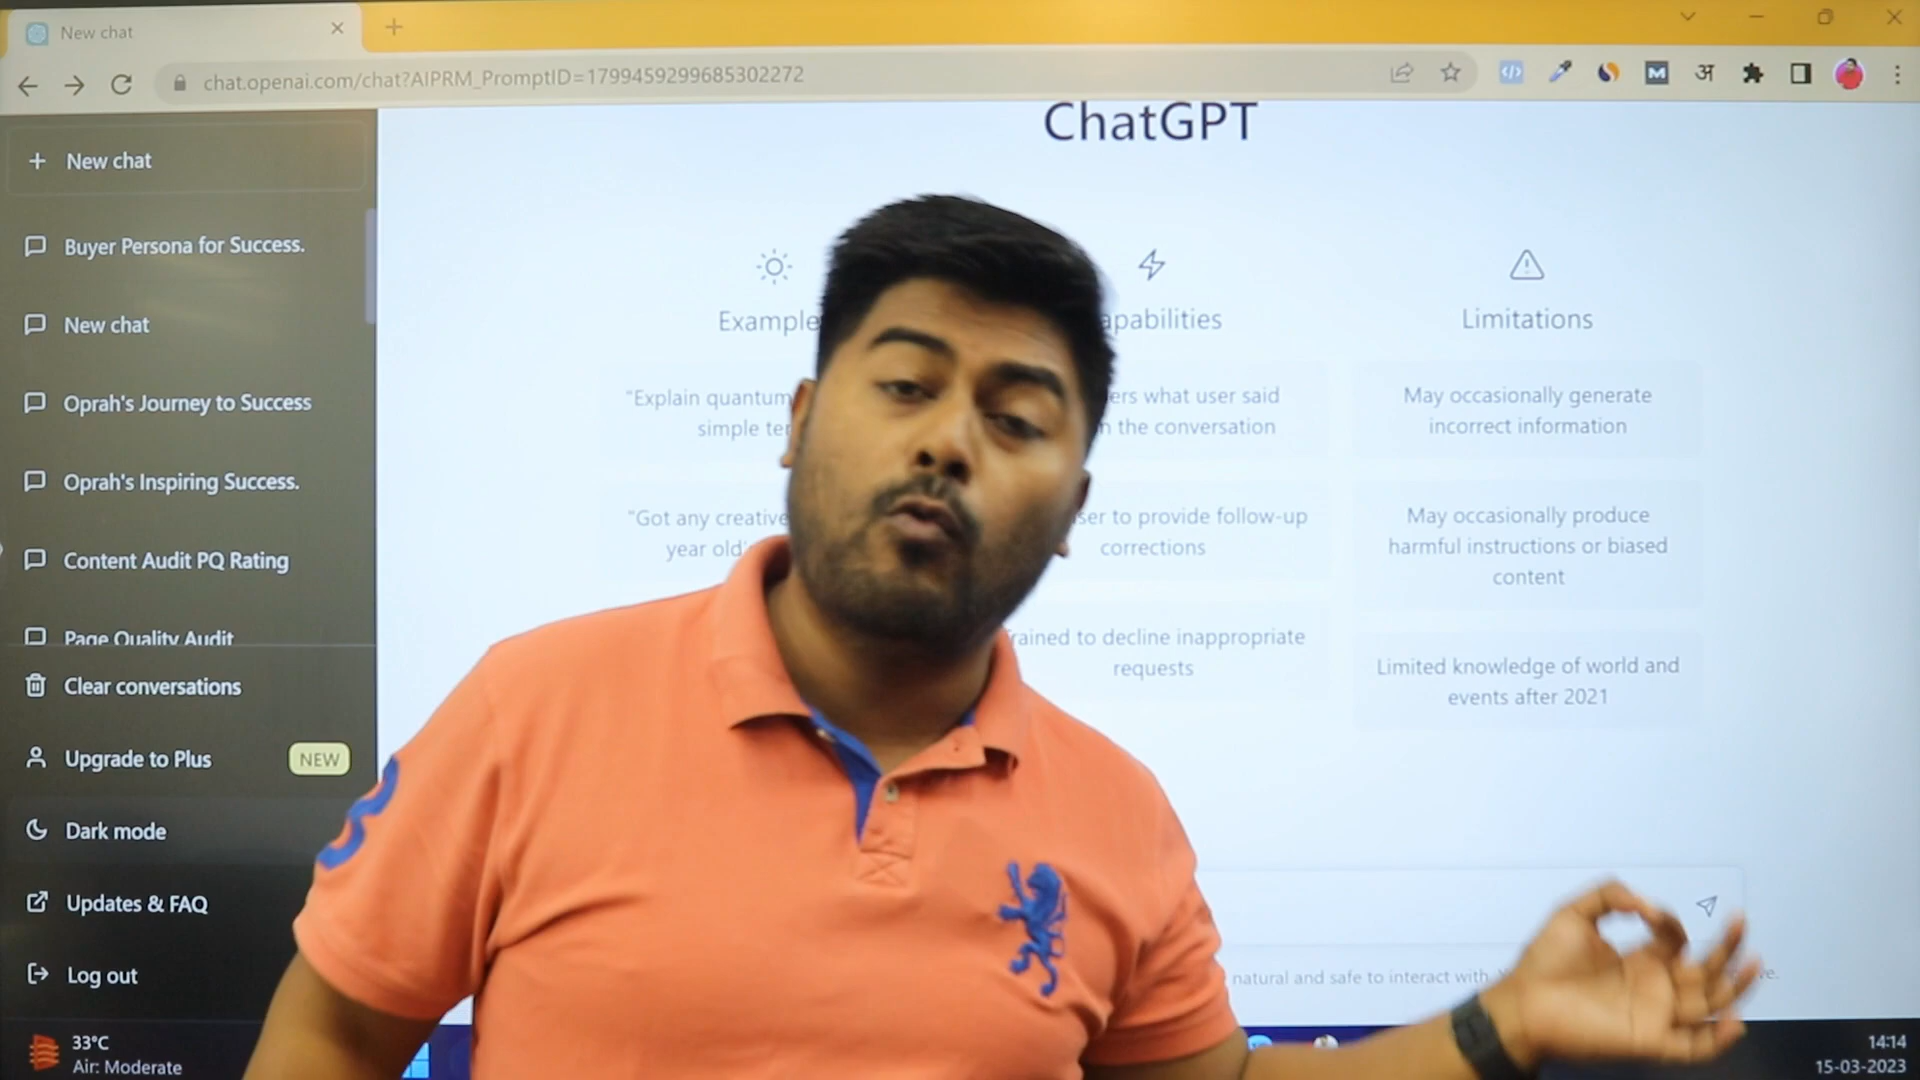 New chat
chat.openai.com/chat?AIPRM_PromptID=1799459299685302272
M
अ
ChatGPT
New chat
Buyer Persona for Success.
New chat
Oprah's Journey to Success
Oprah's Inspiring Success.
Content Audit PQ Rating
Page Quality Audit
Clear conversations
Upgrade to Plus
NEW
Dark mode
Updates & FAQ
Log out
Example
"Explain quantum
simple
"Got any creative
year
apabilities
what user said
the conversation
to provide follow-up
corrections
rained to decline inappropriate
requests
Limitations
May occasionally generate
incorrect information
May occasionally produce
harmful instructions or biased
content
Limited knowledge of world and
events after 2021
natural and safe to interact with.
33°C
Air: Moderate
14:14
15-03-2023